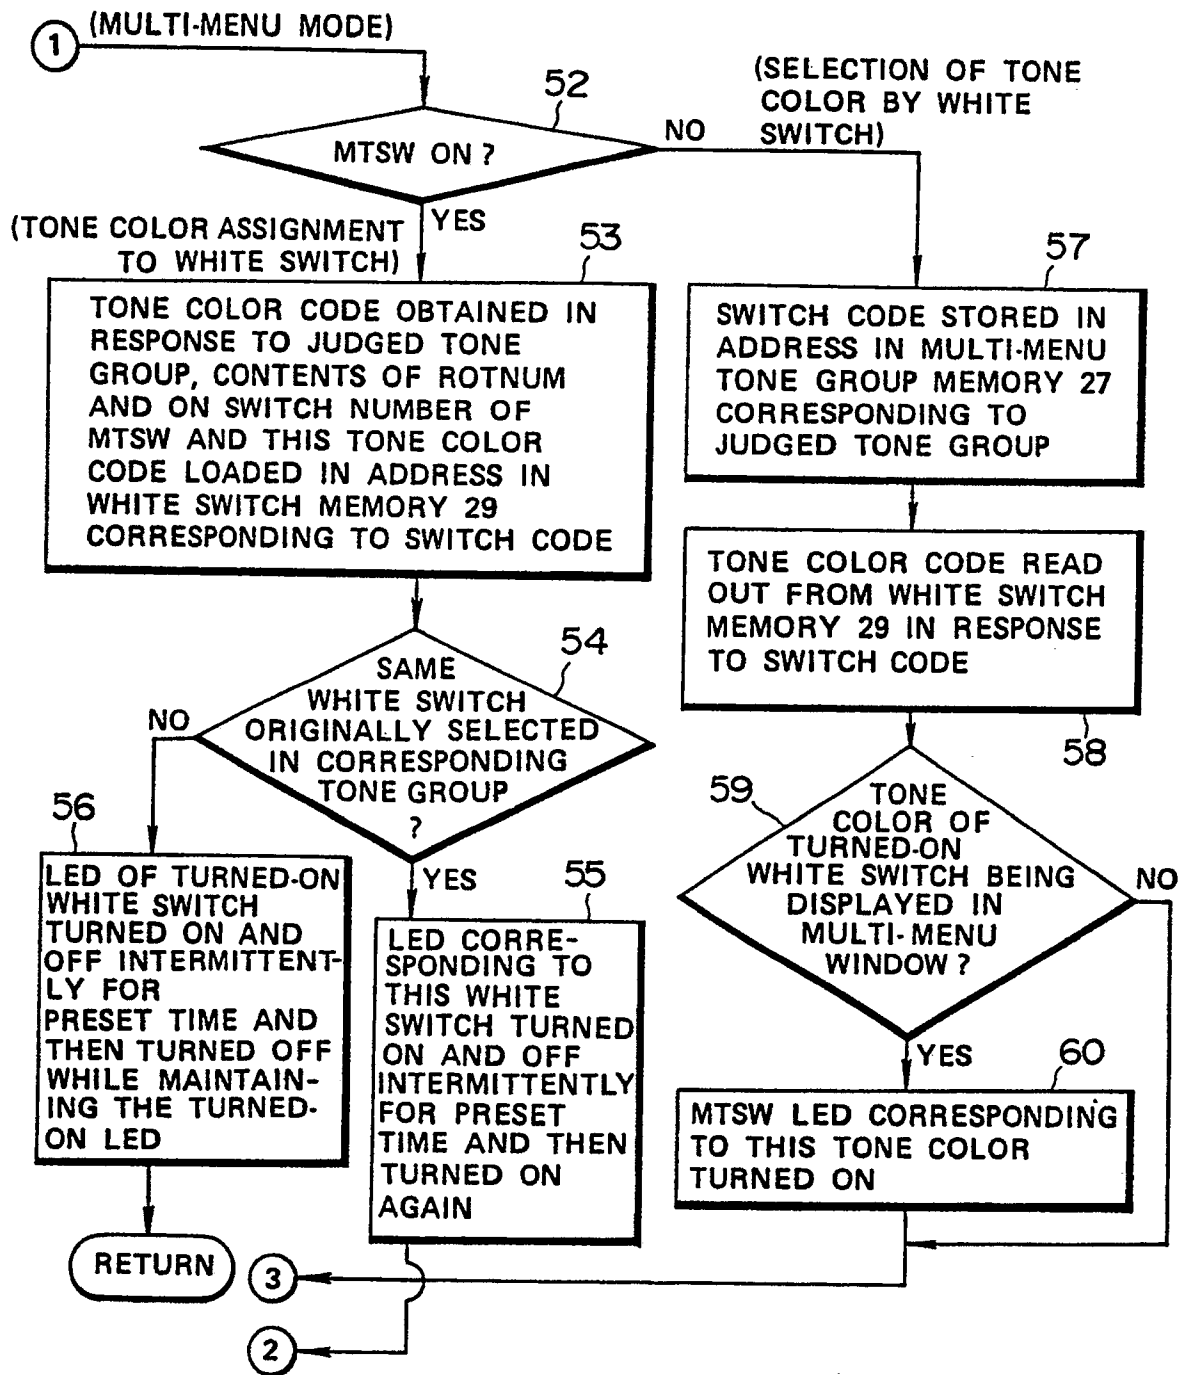 1
(MULTI-MENU MODE)
52
MTSW ON ?
NO
(SELECTION OF TONE
COLOR BY WHITE
SWITCH)
YES
(TONE COLOR ASSIGNMENT
TO WHITE SWITCH)
53
TONE COLOR CODE OBTAINED IN
RESPONSE TO JUDGED TONE
GROUP, CONTENTS OF ROTNUM
AND ON SWITCH NUMBER OF
MTSW AND THIS TONE COLOR
CODE LOADED IN ADDRESS IN
WHITE SWITCH MEMORY 29
CORRESPONDING TO SWITCH CODE
57
SWITCH CODE STORED IN
ADDRESS IN MULTI-MENU
TONE GROUP MEMORY 27
CORRESPONDING TO
JUDGED TONE GROUP
TONE COLOR CODE READ
OUT FROM WHITE SWITCH
MEMORY 29 IN RESPONSE
TO SWITCH CODE
58
54
SAME
WHITE SWITCH
ORIGINALLY SELECTED
IN CORRESPONDING
TONE GROUP
?
NO
YES
59
TONE
COLOR OF
TURNED-ON
WHITE SWITCH BEING
DISPLAYED IN
MULTI-MENU
WINDOW ?
NO
YES
56
LED OF TURNED-ON
WHITE SWITCH
TURNED ON AND
OFF INTERMITTENT-
LY FOR
PRESET TIME AND
THEN TURNED OFF
WHILE MAINTAIN-
ING THE TURNED-
ON LED
55
LED CORRE-
SPONDING TO
THIS WHITE
SWITCH TURNED
ON AND OFF
INTERMITTENTLY
FOR PRESET
TIME AND THEN
TURNED ON
AGAIN
60
MTSW LED CORRESPONDING
TO THIS TONE COLOR
TURNED ON
RETURN
3
2